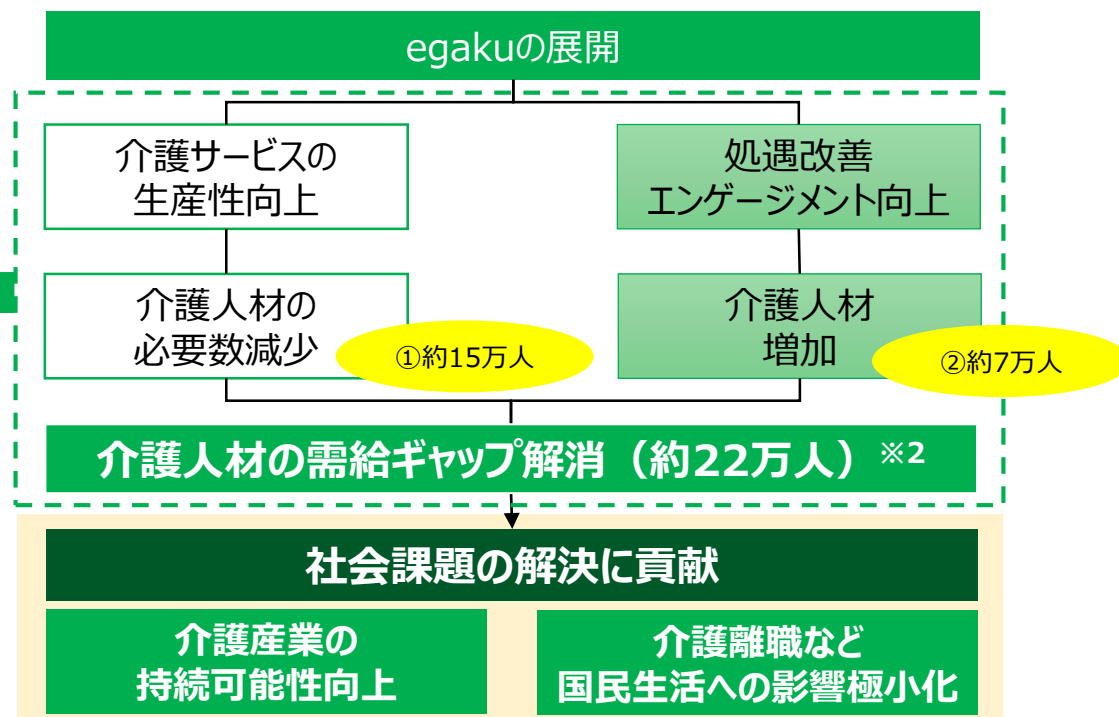 egakuの展開
介護サービスの
生産性向上
処遇改善
エンゲージメント向上
介護人材の
必要数減少
①約15万人
介護人材
増加
②約7万人
介護人材の需給ギャップ解消（約22万人）※2
社会課題の解決に貢献
介護産業の
持続可能性向上
介護離職など
国民生活への影響極小化